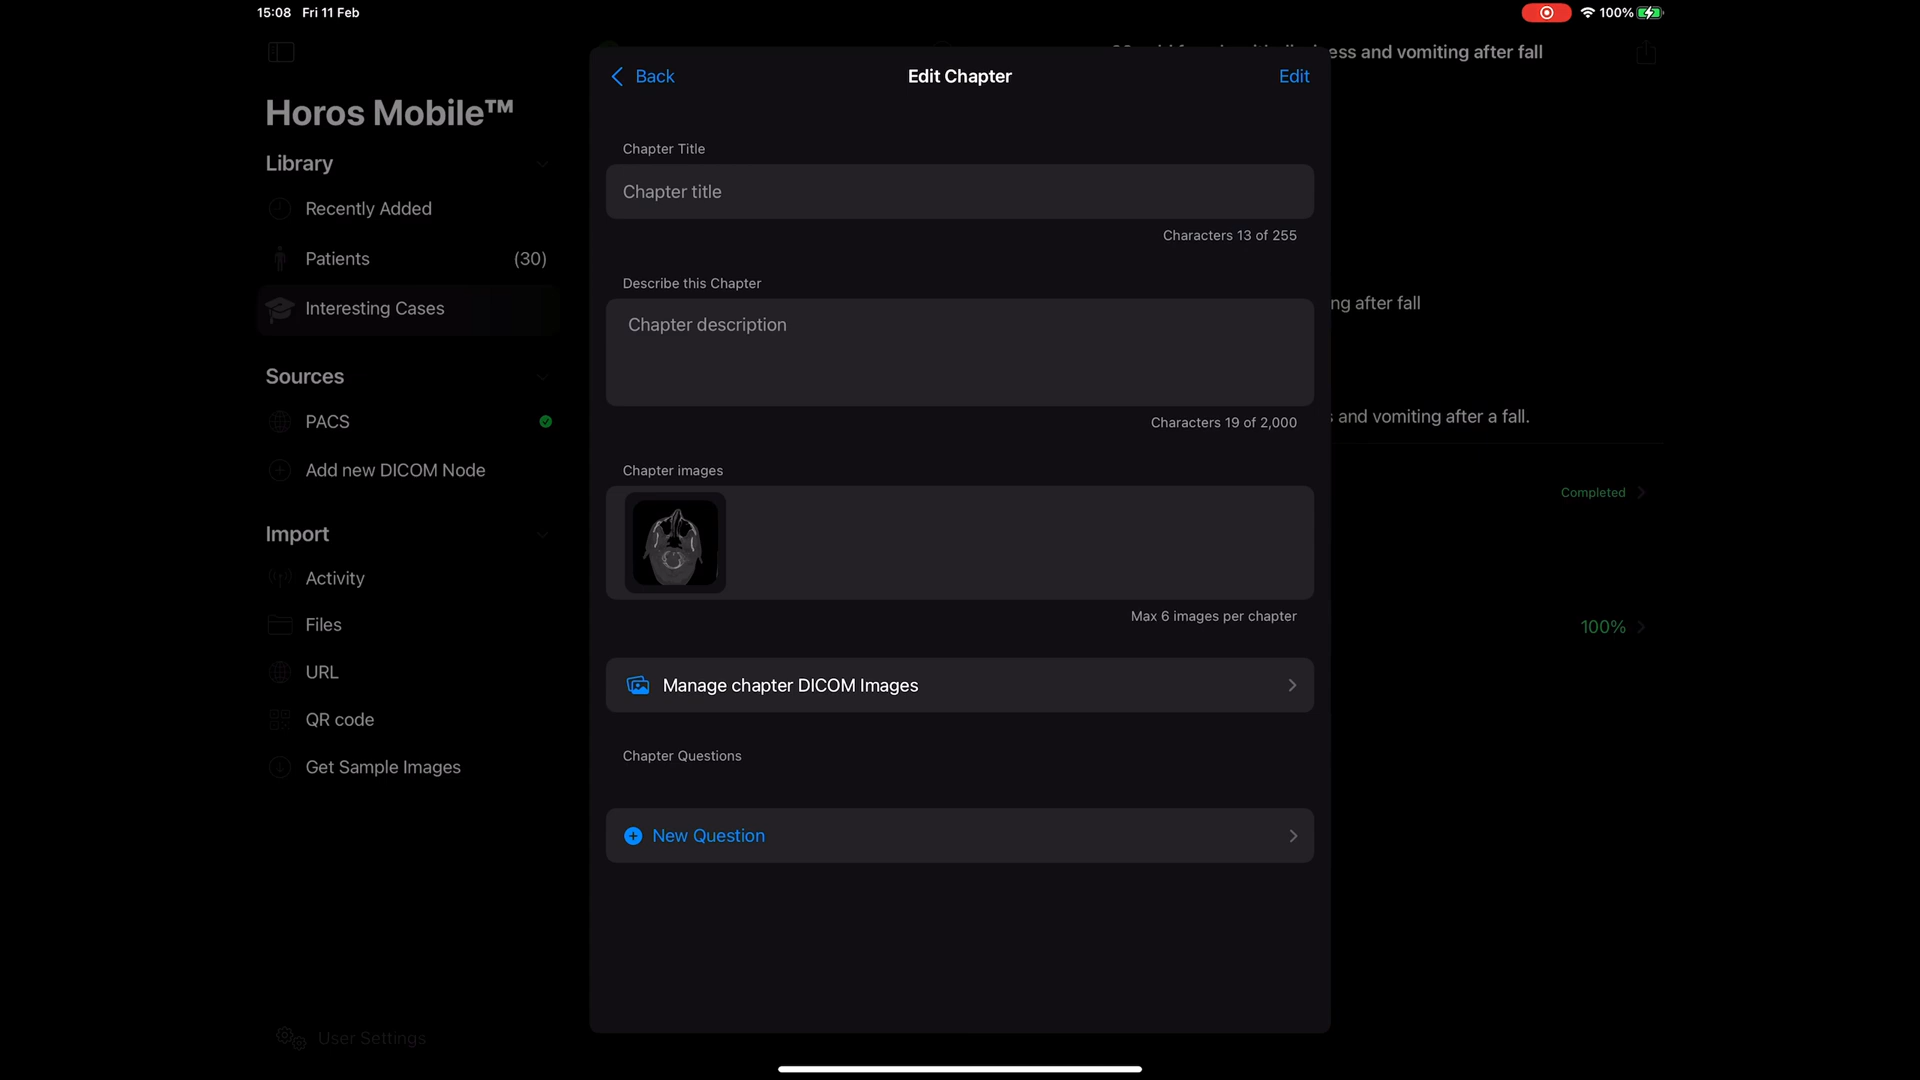 15:08 Fri 11 Feb
100%
Horos Mobile™
Library
Recently Added
Patients (30)
Interesting Cases
Sources
PACS
Add new DICOM Node
Import
Activity
Files
URL
QR code
Get Sample Images
User Settings
Back
Edit Chapter
Edit
Chapter Title
Chapter title
Characters 13 of 255
Describe this Chapter
Chapter description
Characters 19 of 2,000
Chapter images
Max 6 images per chapter
Manage chapter DICOM Images
Chapter Questions
New Question
and vomiting after fall
after fall
and vomiting after a fall.
Completed
100%